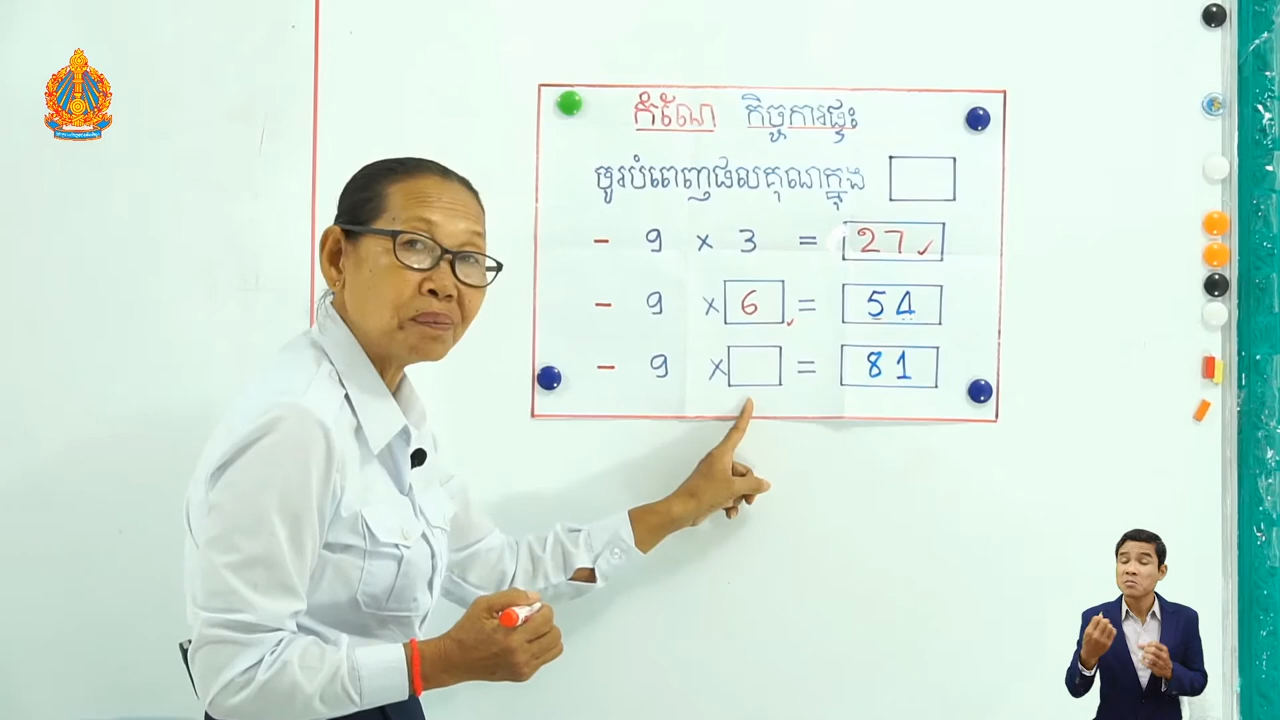 កំណែ កិច្ចការផ្ទះ
ចូរបំពេញផលគុណក្នុង
- 9 × 3 = 27 ✓
- 9 × 6 ✓ = 54
- 9 × = 81